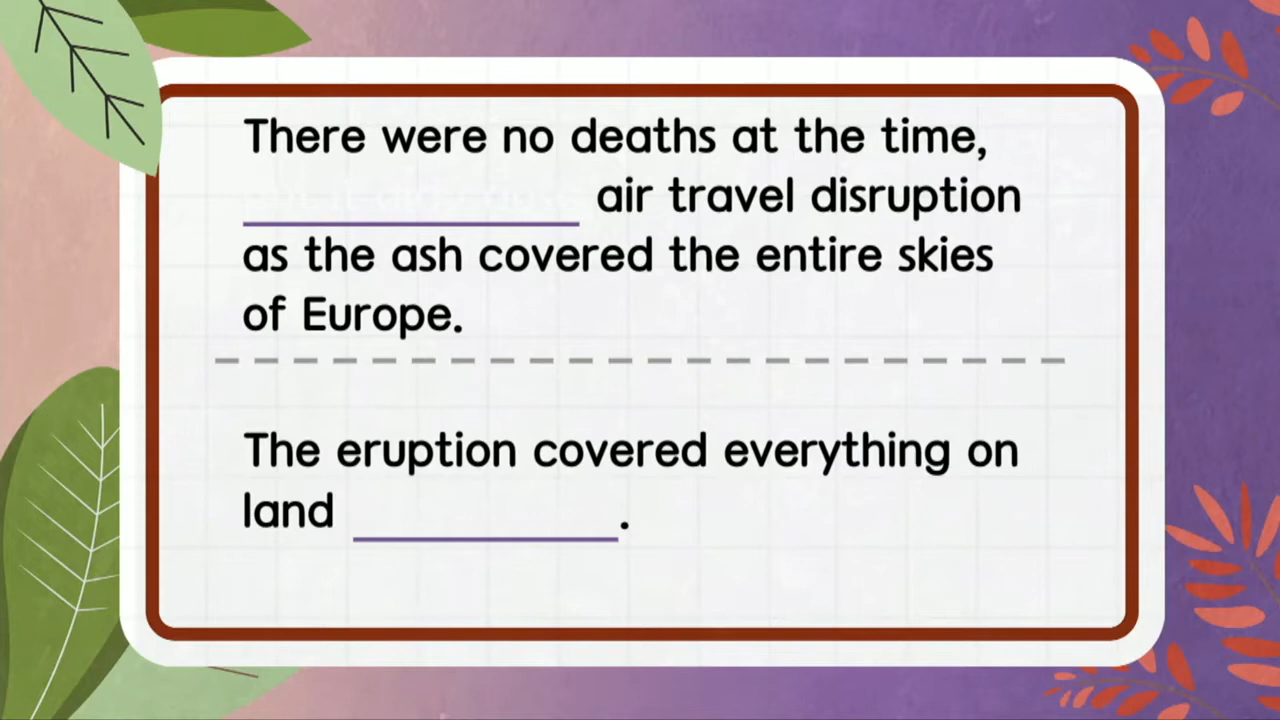 There were no deaths at the time,
air travel disruption
as the ash covered the entire skies
of Europe.
The eruption covered everything on
land .